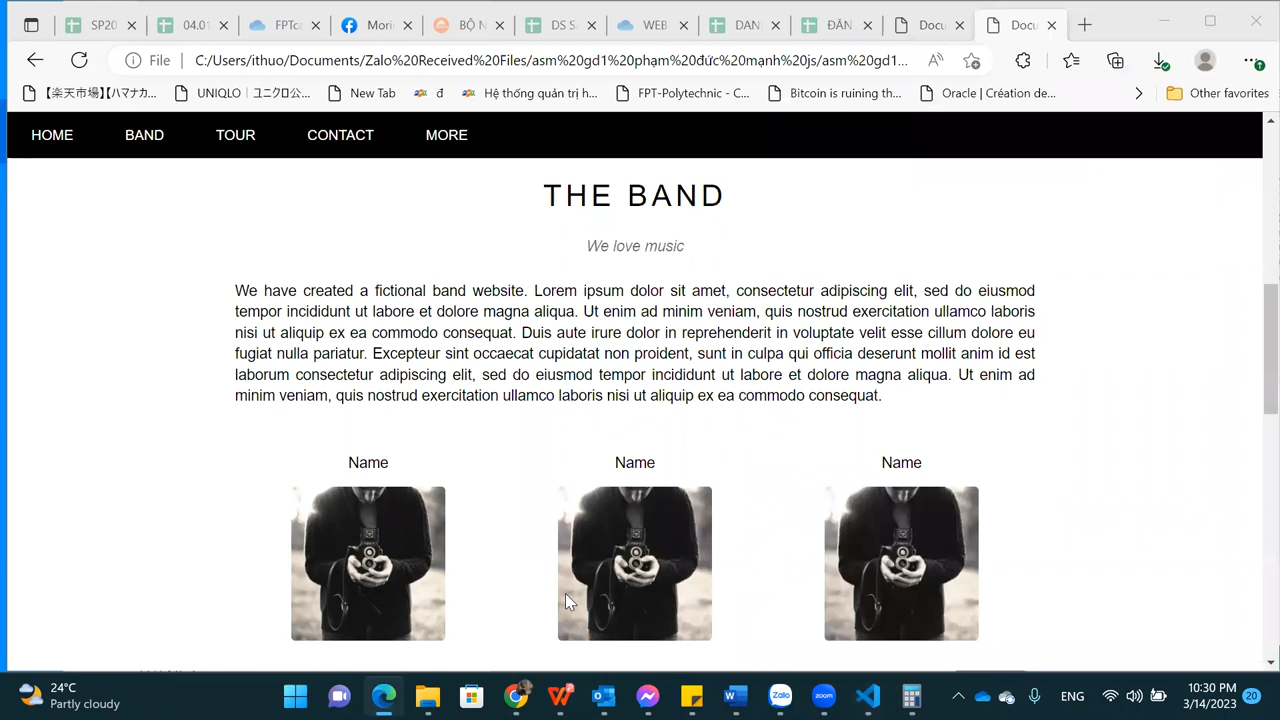 SP20
04.01
FPTca
Mori
BỘ N
DS S
WEB
DAN
ĐĂN
Docu
Docu
File
C:/Users/ithuo/Documents/Zalo%20Received%20Files/asm%20gd1%20phạm%20đức%20mạnh%20js/asm%20gd1...
【楽天市場】【ハマナカ...
UNIQLO｜ユニクロ公...
New Tab
đ
Hệ thống quản trị h...
FPT-Polytechnic - C...
Bitcoin is ruining th...
Oracle | Création de...
Other favorites
HOME
BAND
TOUR
CONTACT
MORE
THE BAND
We love music
We have created a fictional band website. Lorem ipsum dolor sit amet, consectetur adipiscing elit, sed do eiusmod
tempor incididunt ut labore et dolore magna aliqua. Ut enim ad minim veniam, quis nostrud exercitation ullamco laboris
nisi ut aliquip ex ea commodo consequat. Duis aute irure dolor in reprehenderit in voluptate velit esse cillum dolore eu
fugiat nulla pariatur. Excepteur sint occaecat cupidatat non proident, sunt in culpa qui officia deserunt mollit anim id est
laborum consectetur adipiscing elit, sed do eiusmod tempor incididunt ut labore et dolore magna aliqua. Ut enim ad
minim veniam, quis nostrud exercitation ullamco laboris nisi ut aliquip ex ea commodo consequat.
Name
Name
Name
24°C
Partly cloudy
Zalo
zoom
ENG
10:30 PM
3/14/2023
20